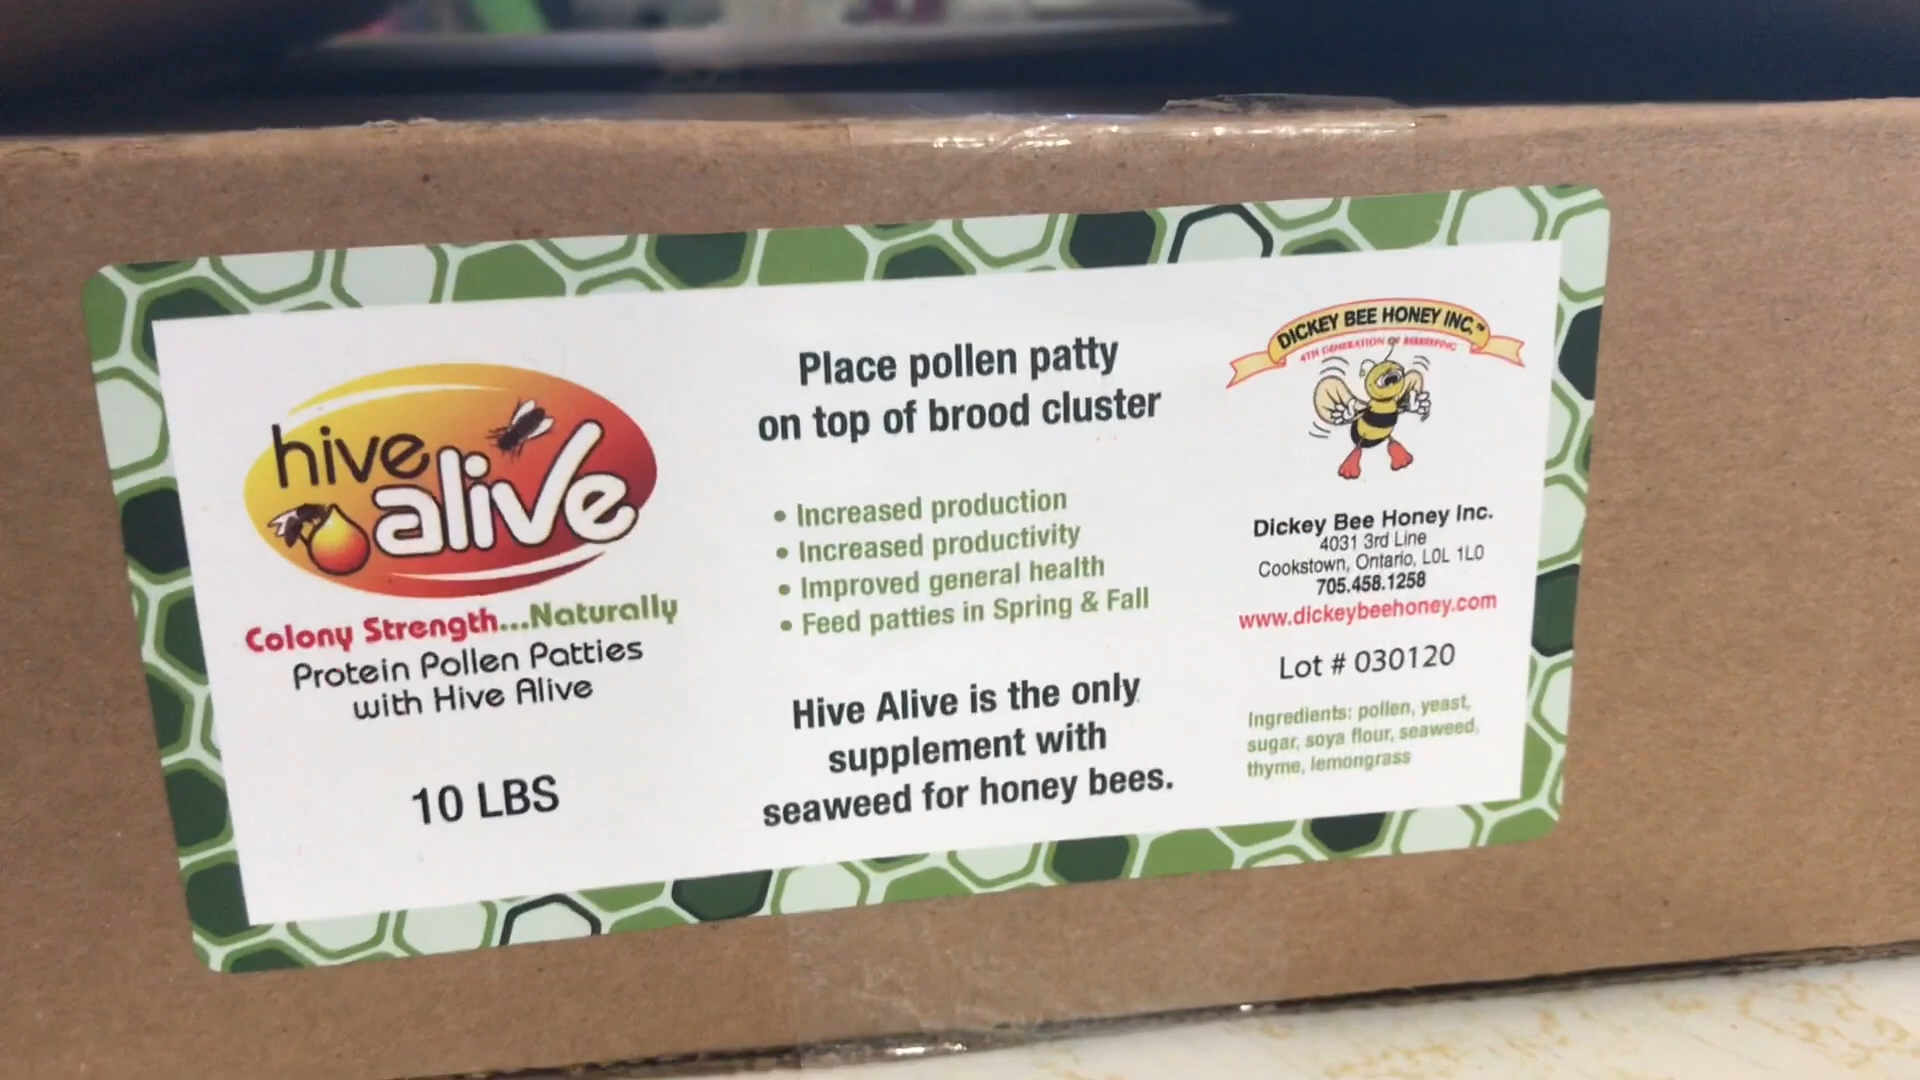 hive
alive
Colony Strength...Naturally
Protein Pollen Patties
with Hive Alive
10 LBS
Place pollen patty
on top of brood cluster
• Increased production
• Increased productivity
• Improved general health
• Feed patties in Spring & Fall
Hive Alive is the only
supplement with
seaweed for honey bees.
DICKEY BEE HONEY INC.™
4TH GENERATION OF BEEKEEPING
Dickey Bee Honey Inc.
4031 3rd Line
Cookstown, Ontario, L0L 1L0
705.458.1258
www.dickeybeehoney.com
Lot # 030120
Ingredients: pollen, yeast,
sugar, soya flour, seaweed,
thyme, lemongrass